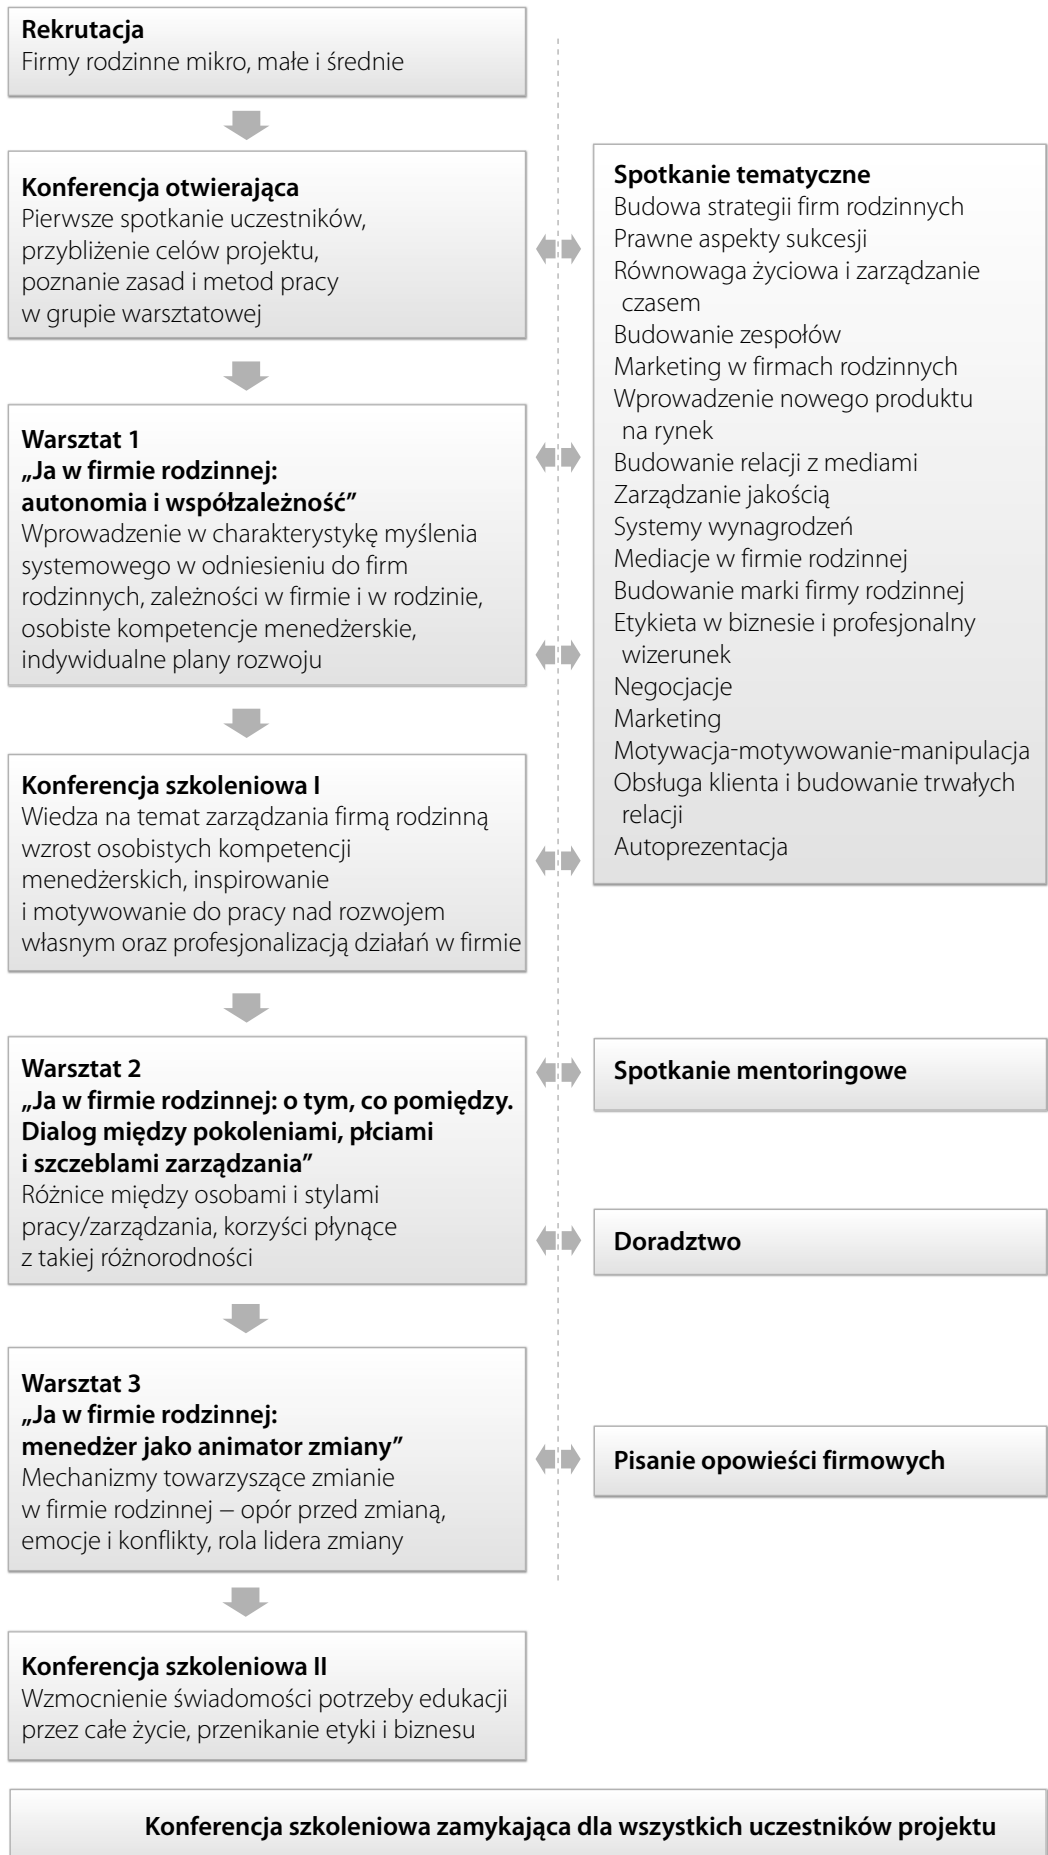 Rekrutacja
Firmy rodzinne mikro, małe i średnie
Konferencja otwierająca
Pierwsze spotkanie uczestników,
przybliżenie celów projektu,
poznanie zasad i metod pracy
w grupie warsztatowej
Warsztat 1
„Ja w firmie rodzinnej:
autonomia i współzależność”
Wprowadzenie w charakterystykę myślenia
systemowego w odniesieniu do firm
rodzinnych, zależności w firmie i w rodzinie,
osobiste kompetencje menedżerskie,
indywidualne plany rozwoju
Konferencja szkoleniowa I
Wiedza na temat zarządzania firmą rodzinną
wzrost osobistych kompetencji
menedżerskich, inspirowanie
i motywowanie do pracy nad rozwojem
własnym oraz profesjonalizacją działań w firmie
Warsztat 2
„Ja w firmie rodzinnej: o tym, co pomiędzy.
Dialog między pokoleniami, płciami
i szczeblami zarządzania”
Różnice między osobami i stylami
pracy/zarządzania, korzyści płynące
z takiej różnorodności
Warsztat 3
„Ja w firmie rodzinnej:
menedżer jako animator zmiany”
Mechanizmy towarzyszące zmianie
w firmie rodzinnej – opór przed zmianą,
emocje i konflikty, rola lidera zmiany
Konferencja szkoleniowa II
Wzmocnienie świadomości potrzeby edukacji
przez całe życie, przenikanie etyki i biznesu
Spotkanie tematyczne
Budowa strategii firm rodzinnych
Prawne aspekty sukcesji
Równowaga życiowa i zarządzanie
czasem
Budowanie zespołów
Marketing w firmach rodzinnych
Wprowadzenie nowego produktu
na rynek
Budowanie relacji z mediami
Zarządzanie jakością
Systemy wynagrodzeń
Mediacje w firmie rodzinnej
Budowanie marki firmy rodzinnej
Etykieta w biznesie i profesjonalny
wizerunek
Negocjacje
Marketing
Motywacja-motywowanie-manipulacja
Obsługa klienta i budowanie trwałych
relacji
Autoprezentacja
Spotkanie mentoringowe
Doradztwo
Pisanie opowieści firmowych
Konferencja szkoleniowa zamykająca dla wszystkich uczestników projektu